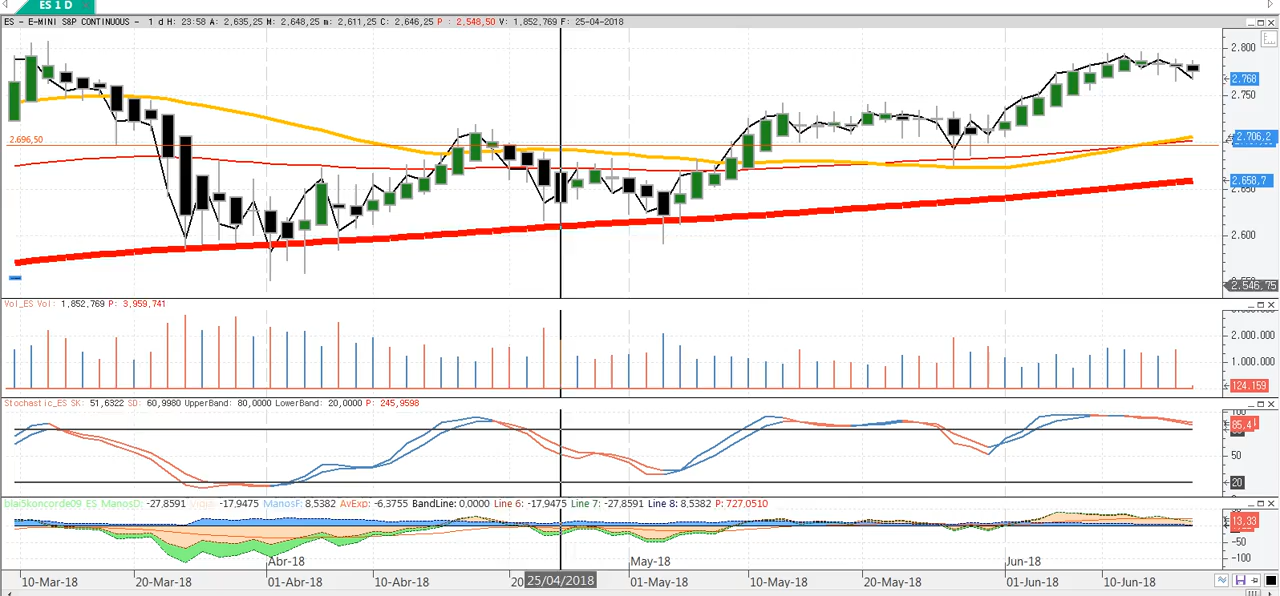 ES 1 D
ES - E-MINI S&P CONTINUOUS - 1 d H: 23:58 A: 2,635,25 M: 2,648,25 m: 2,611,25 C: 2,646,25 P : 2,548,50 V: 1,852,769 F: 25-04-2018
2.800
2.768
2.750
2.696,50
2.706,2
2.658,7
2.650
2.600
2.546,75
Vol_ES Vol: 1,852,769 P: 3,959,741
2.000.000
1.000.000
124.159
Stochastic_ES SK: 51,6322 SD: 60,9980 UpperBand: 80,0000 LowerBand: 20,0000 P: 245,9598
100
85,4
50
20
blai5koncorde09 ES ManosD: -27,8591 -17,9475 ManosF: 8,5382 AvExp: -6,3755 BandLine: 0,0000 Line 6: -17,9475 Line 7: -27,8591 Line 8: 8,5382 P: 727,0510
13,33
-50
-100
Abr-18 May-18 Jun-18
10-Mar-18 20-Mar-18 01-Abr-18 10-Abr-18 20 25/04/2018 01-May-18 10-May-18 20-May-18 01-Jun-18 10-Jun-18